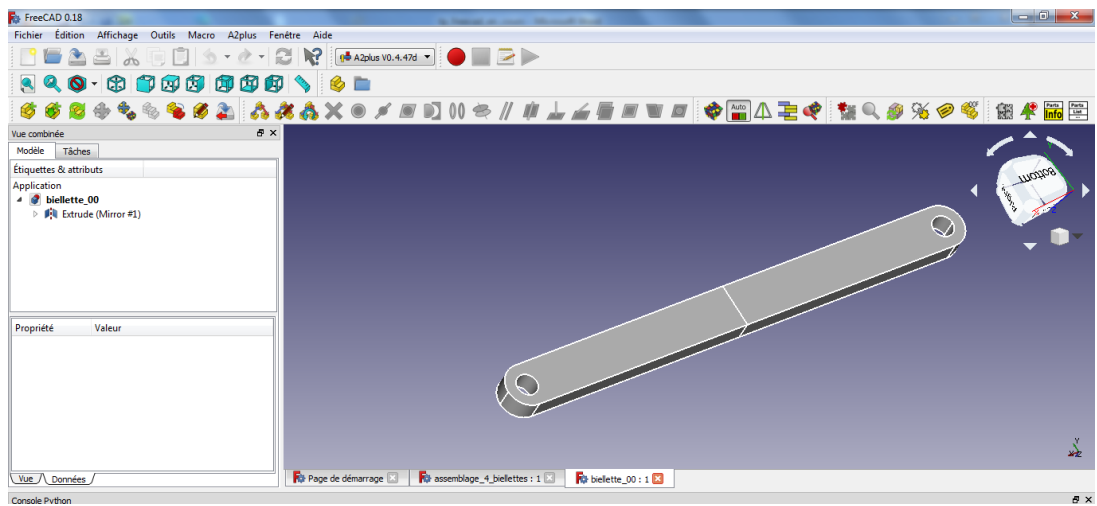 FreeCAD 0.18
Fichier Édition Affichage Outils Macro A2plus Fenêtre Aide
A2plus V0.4.47d
Auto
DOF
Parts Info
Parts List
Vue combinée
Modèle Tâches
Étiquettes & attributs
Application
biellette_00
Extrude (Mirror #1)
Propriété Valeur
Vue Données
Bottom
Y
Page de démarrage
assemblage_4_biellettes : 1
biellette_00 : 1
Console Python